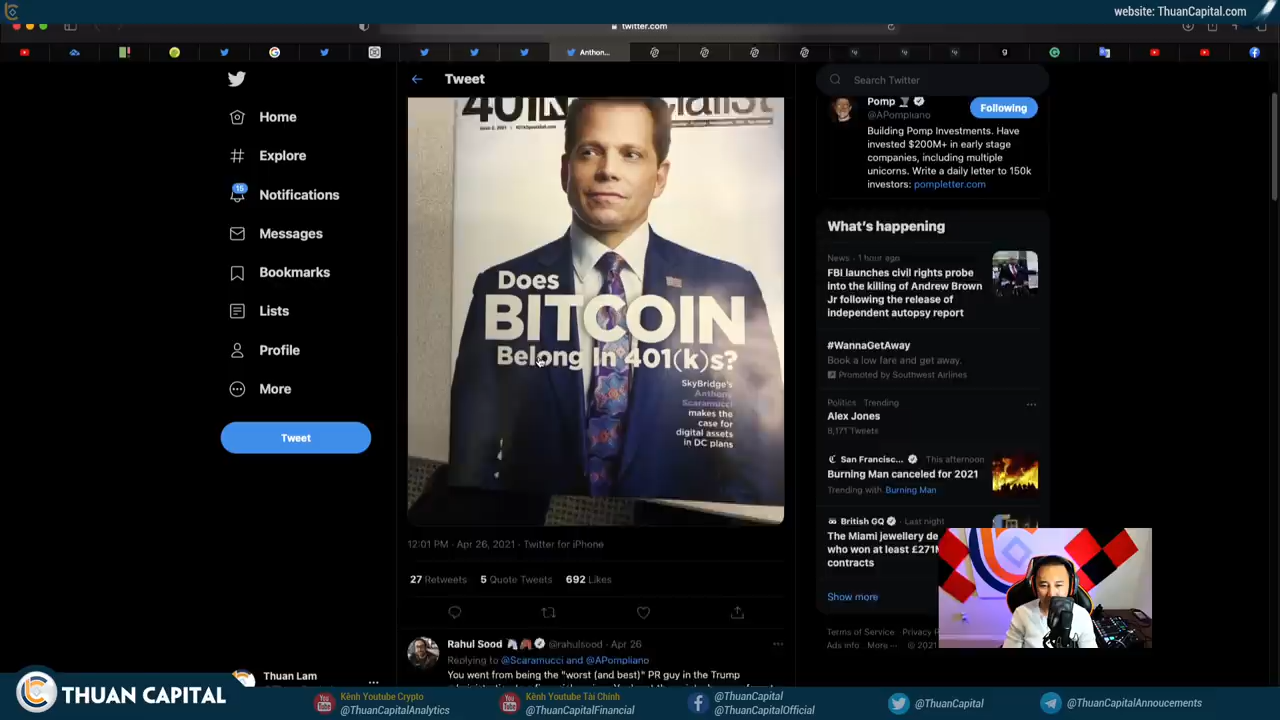 website: ThuanCapital.com
twitter.com
Anthon...
Home
Explore
15
Notifications
Messages
Bookmarks
Lists
Profile
More
Tweet
Thuan Lam
Tweet
Does
BITCOIN
Belong In 401(k)s?
SkyBridge's
Anthony
Scaramucci
makes the
case for
digital assets
in DC plans
12:01 PM · Apr 26, 2021 · Twitter for iPhone
27 Retweets 5 Quote Tweets 692 Likes
Rahul Sood @rahulsood · Apr 26
Replying to @Scaramucci and @APompliano
You went from being the "worst (and best)" PR guy in the Trump
Search Twitter
Pomp
@APompliano
Following
Building Pomp Investments. Have
invested $200M+ in early stage
companies, including multiple
unicorns. Write a daily letter to 150k
investors: pompletter.com
What's happening
News · 1 hour ago
FBI launches civil rights probe
into the killing of Andrew Brown
Jr following the release of
independent autopsy report
#WannaGetAway
Book a low fare and get away.
Promoted by Southwest Airlines
Politics · Trending
Alex Jones
8,171 Tweets
San Francisc... · This afternoon
Burning Man canceled for 2021
Trending with Burning Man
British GQ · Last night
The Miami jewellery de
who won at least £271M
contracts
Show more
Terms of Service Privacy P
Ads info More ··· © 2021
THUAN CAPITAL
Kênh Youtube Crypto
@ThuanCapitalAnalytics
Kênh Youtube Tài Chính
@ThuanCapitalFinancial
@ThuanCapital
@ThuanCapitalOfficial
@ThuanCapital
@ThuanCapitalAnnoucements